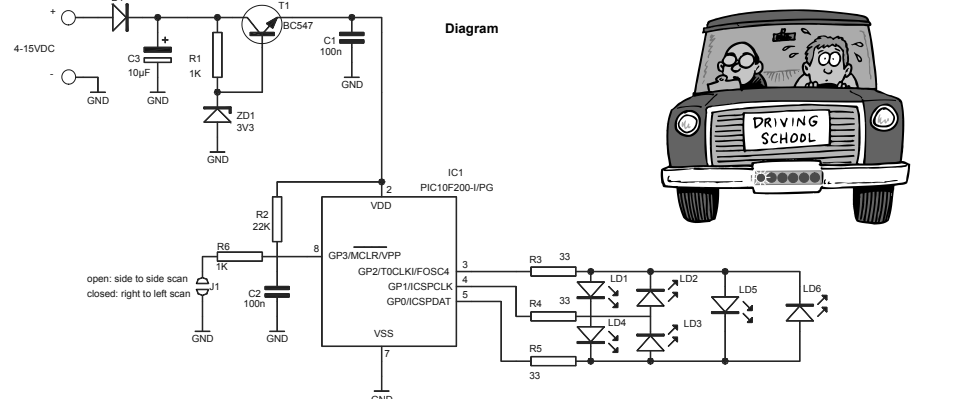 T1
BC547
Diagram
+
4-15VDC
-
GND
+
C3
10µF
GND
R1
1K
ZD1
3V3
GND
C1
100n
GND
DRIVING
SCHOOL
IC1
PIC10F200-I/PG
2
VDD
R2
22K
R6
1K
8
GP3/MCLR/VPP
GP2/T0CLKI/FOSC4
GP1/ICSPCLK
GP0/ICSPDAT
VSS
7
GND
3
4
5
open: side to side scan
closed: right to left scan
J1
GND
C2
100n
GND
R3 33
R4 33
R5
33
LD1
LD2
LD4
LD3
LD5
LD6